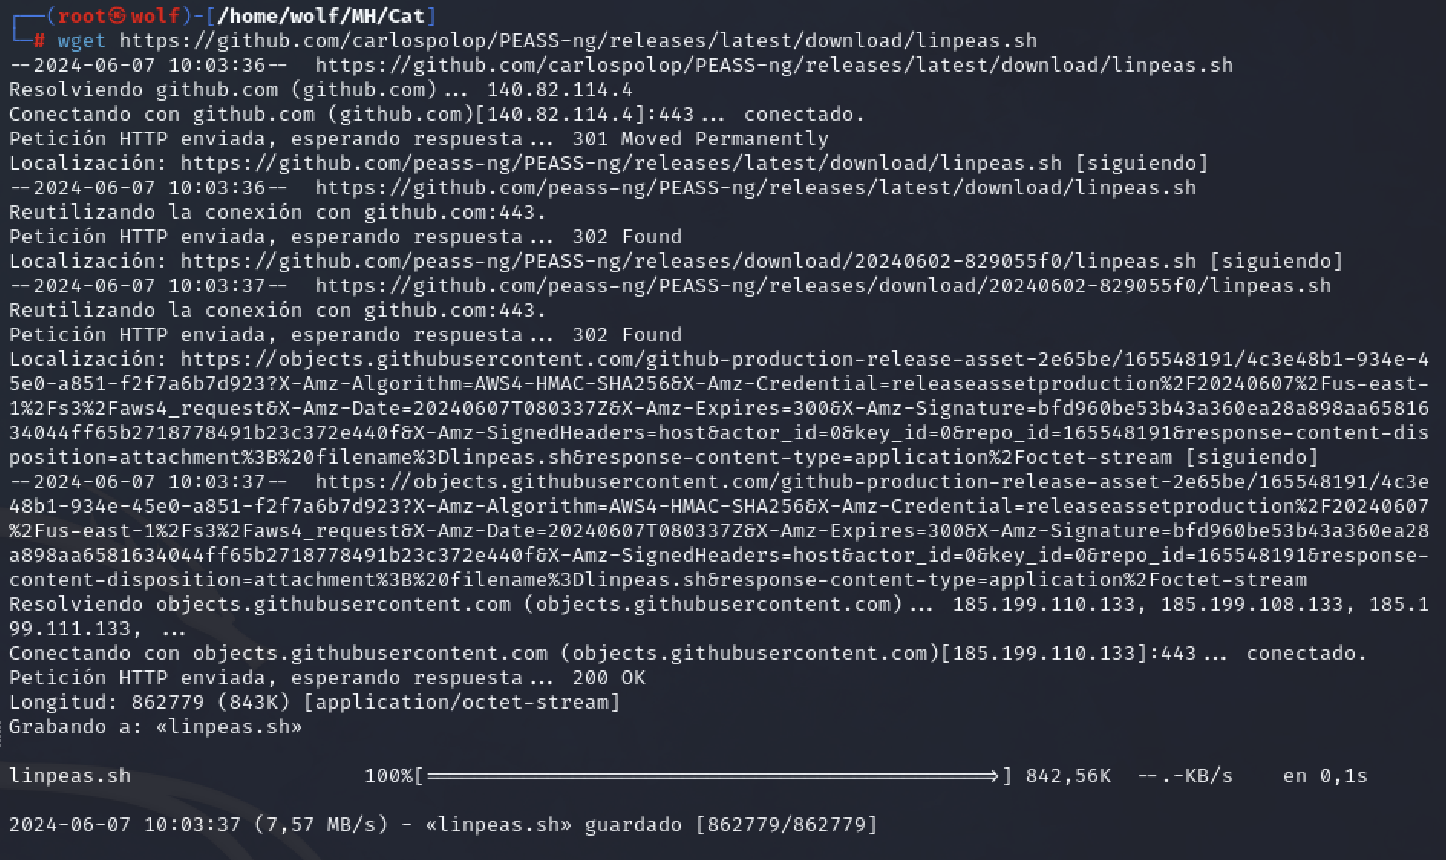 ┌──(root㉿wolf)-[/home/wolf/MH/Cat]
└─# wget https://github.com/carlospolop/PEASS-ng/releases/latest/download/linpeas.sh
--2024-06-07 10:03:36--  https://github.com/carlospolop/PEASS-ng/releases/latest/download/linpeas.sh
Resolviendo github.com (github.com)... 140.82.114.4
Conectando con github.com (github.com)[140.82.114.4]:443... conectado.
Petición HTTP enviada, esperando respuesta... 301 Moved Permanently
Localización: https://github.com/peass-ng/PEASS-ng/releases/latest/download/linpeas.sh [siguiendo]
--2024-06-07 10:03:36--  https://github.com/peass-ng/PEASS-ng/releases/latest/download/linpeas.sh
Reutilizando la conexión con github.com:443.
Petición HTTP enviada, esperando respuesta... 302 Found
Localización: https://github.com/peass-ng/PEASS-ng/releases/download/20240602-829055f0/linpeas.sh [siguiendo]
--2024-06-07 10:03:37--  https://github.com/peass-ng/PEASS-ng/releases/download/20240602-829055f0/linpeas.sh
Reutilizando la conexión con github.com:443.
Petición HTTP enviada, esperando respuesta... 302 Found
Localización: https://objects.githubusercontent.com/github-production-release-asset-2e65be/165548191/4c3e48b1-934e-4
5e0-a851-f2f7a6b7d923?X-Amz-Algorithm=AWS4-HMAC-SHA256&X-Amz-Credential=releaseassetproduction%2F20240607%2Fus-east-
1%2Fs3%2Faws4_request&X-Amz-Date=20240607T080337Z&X-Amz-Expires=300&X-Amz-Signature=bfd960be53b43a360ea28a898aa65816
34044ff65b2718778491b23c372e440f&X-Amz-SignedHeaders=host&actor_id=0&key_id=0&repo_id=165548191&response-content-dis
position=attachment%3B%20filename%3Dlinpeas.sh&response-content-type=application%2Foctet-stream [siguiendo]
--2024-06-07 10:03:37--  https://objects.githubusercontent.com/github-production-release-asset-2e65be/165548191/4c3e
48b1-934e-45e0-a851-f2f7a6b7d923?X-Amz-Algorithm=AWS4-HMAC-SHA256&X-Amz-Credential=releaseassetproduction%2F20240607
%2Fus-east-1%2Fs3%2Faws4_request&X-Amz-Date=20240607T080337Z&X-Amz-Expires=300&X-Amz-Signature=bfd960be53b43a360ea28
a898aa6581634044ff65b2718778491b23c372e440f&X-Amz-SignedHeaders=host&actor_id=0&key_id=0&repo_id=165548191&response-
content-disposition=attachment%3B%20filename%3Dlinpeas.sh&response-content-type=application%2Foctet-stream
Resolviendo objects.githubusercontent.com (objects.githubusercontent.com)... 185.199.110.133, 185.199.108.133, 185.1
99.111.133, ...
Conectando con objects.githubusercontent.com (objects.githubusercontent.com)[185.199.110.133]:443... conectado.
Petición HTTP enviada, esperando respuesta... 200 OK
Longitud: 862779 (843K) [application/octet-stream]
Grabando a: «linpeas.sh»
linpeas.sh                   100%[==============================================>] 842,56K  --.-KB/s    en 0,1s
2024-06-07 10:03:37 (7,57 MB/s) - «linpeas.sh» guardado [862779/862779]